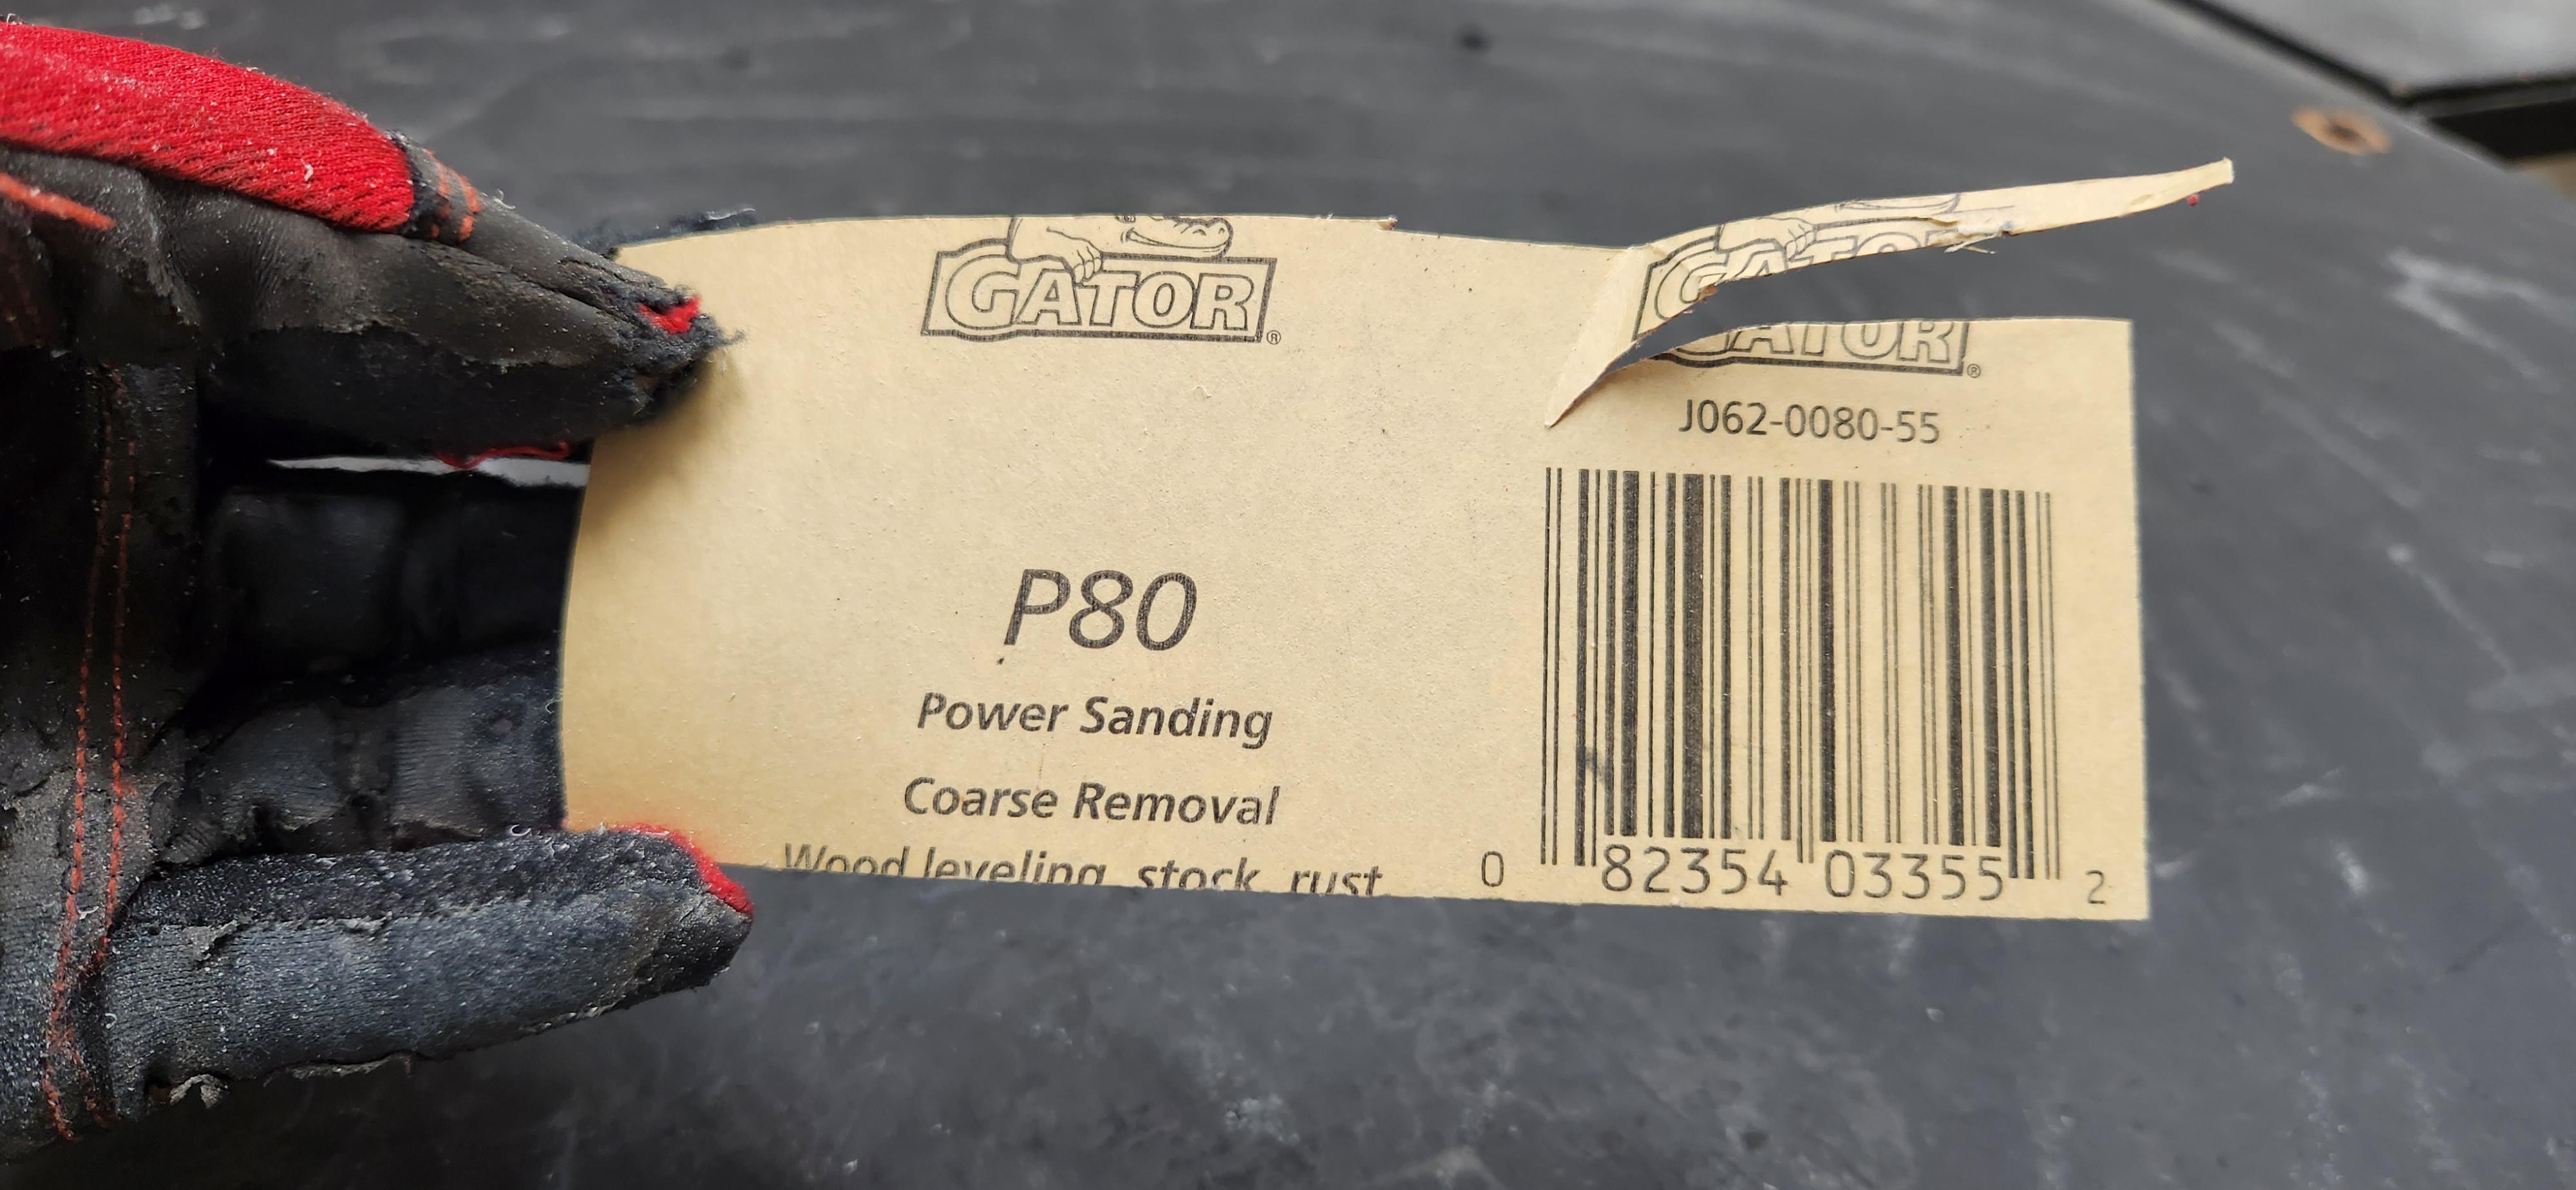 GATOR®
P80
Power Sanding
Coarse Removal
Wood leveling, stock, rust
GATOR®
J062-0080-55
0 82354 03355 2